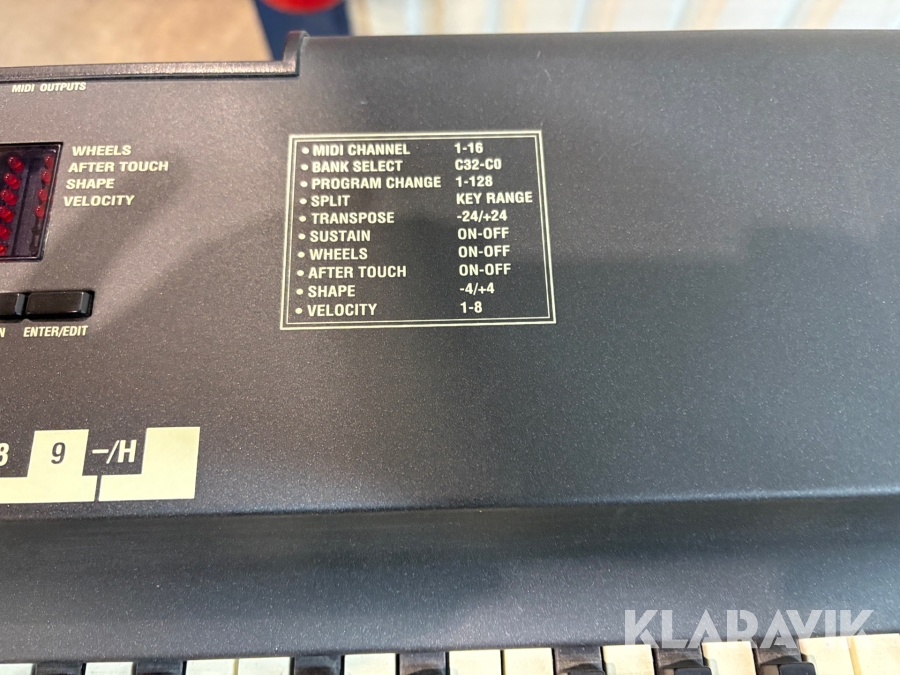 MIDI OUTPUTS
WHEELS
AFTER TOUCH
SHAPE
VELOCITY
ENTER/EDIT
• MIDI CHANNEL 1-16
• BANK SELECT C32-C0
• PROGRAM CHANGE 1-128
• SPLIT KEY RANGE
• TRANSPOSE -24/+24
• SUSTAIN ON-OFF
• WHEELS ON-OFF
• AFTER TOUCH ON-OFF
• SHAPE -4/+4
• VELOCITY 1-8
9 -/H
KLARAVIK